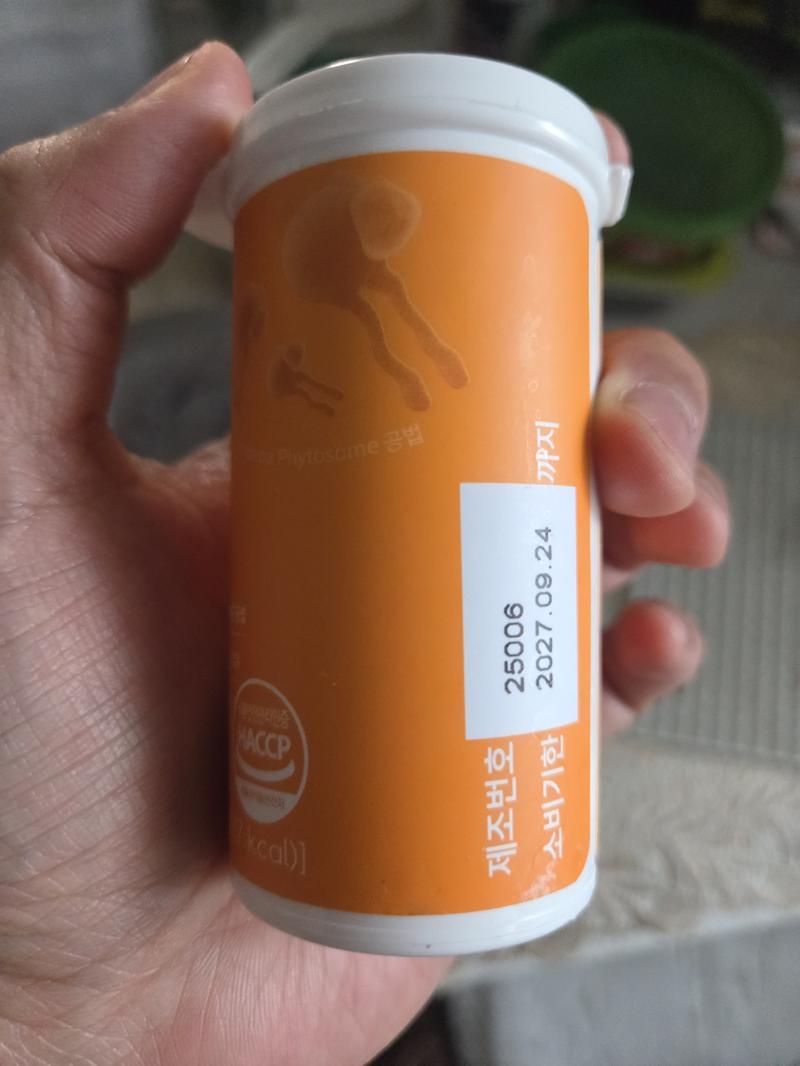 Phytosome 공법
까지
25006
2027.09.24
제조번호
소비기한
HACCP
kcal)]